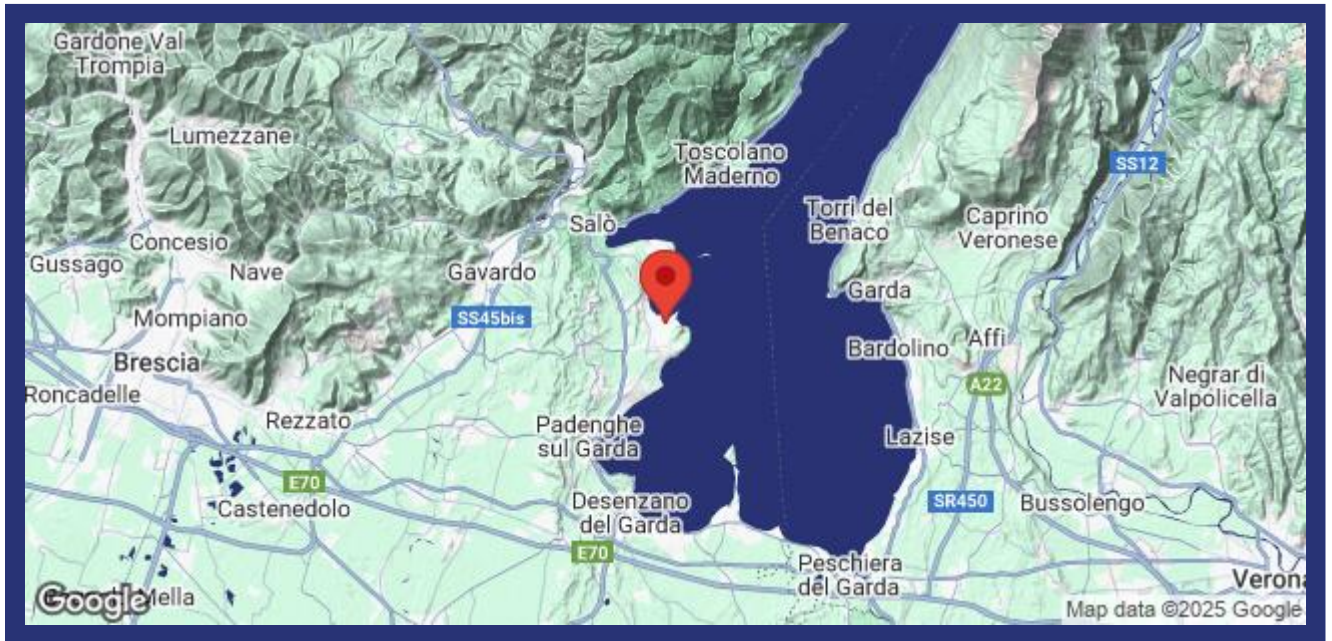 Gardone Val
Trompia
Lumezzane
Toscolano
Maderno
SS12
Torri del
Benaco
Caprino
Veronese
Salò
Concesio
Gussago
Nave
Gavardo
Garda
Mompiano
SS45bis
Bardolino
Affi
Brescia
A22
Negrar di
Valpolicella
Roncadelle
Rezzato
Padenghe
sul Garda
Lazise
E70
Castenedolo
Desenzano
del Garda
SR450
Bussolengo
E70
Peschiera
del Garda
Verona
Google
Mella
Map data ©2025 Google